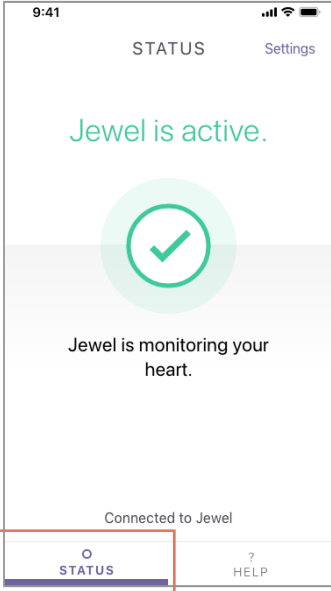 9:41
STATUS
Settings
Jewel is active.
Jewel is monitoring your
heart.
Connected to Jewel
STATUS
?
HELP